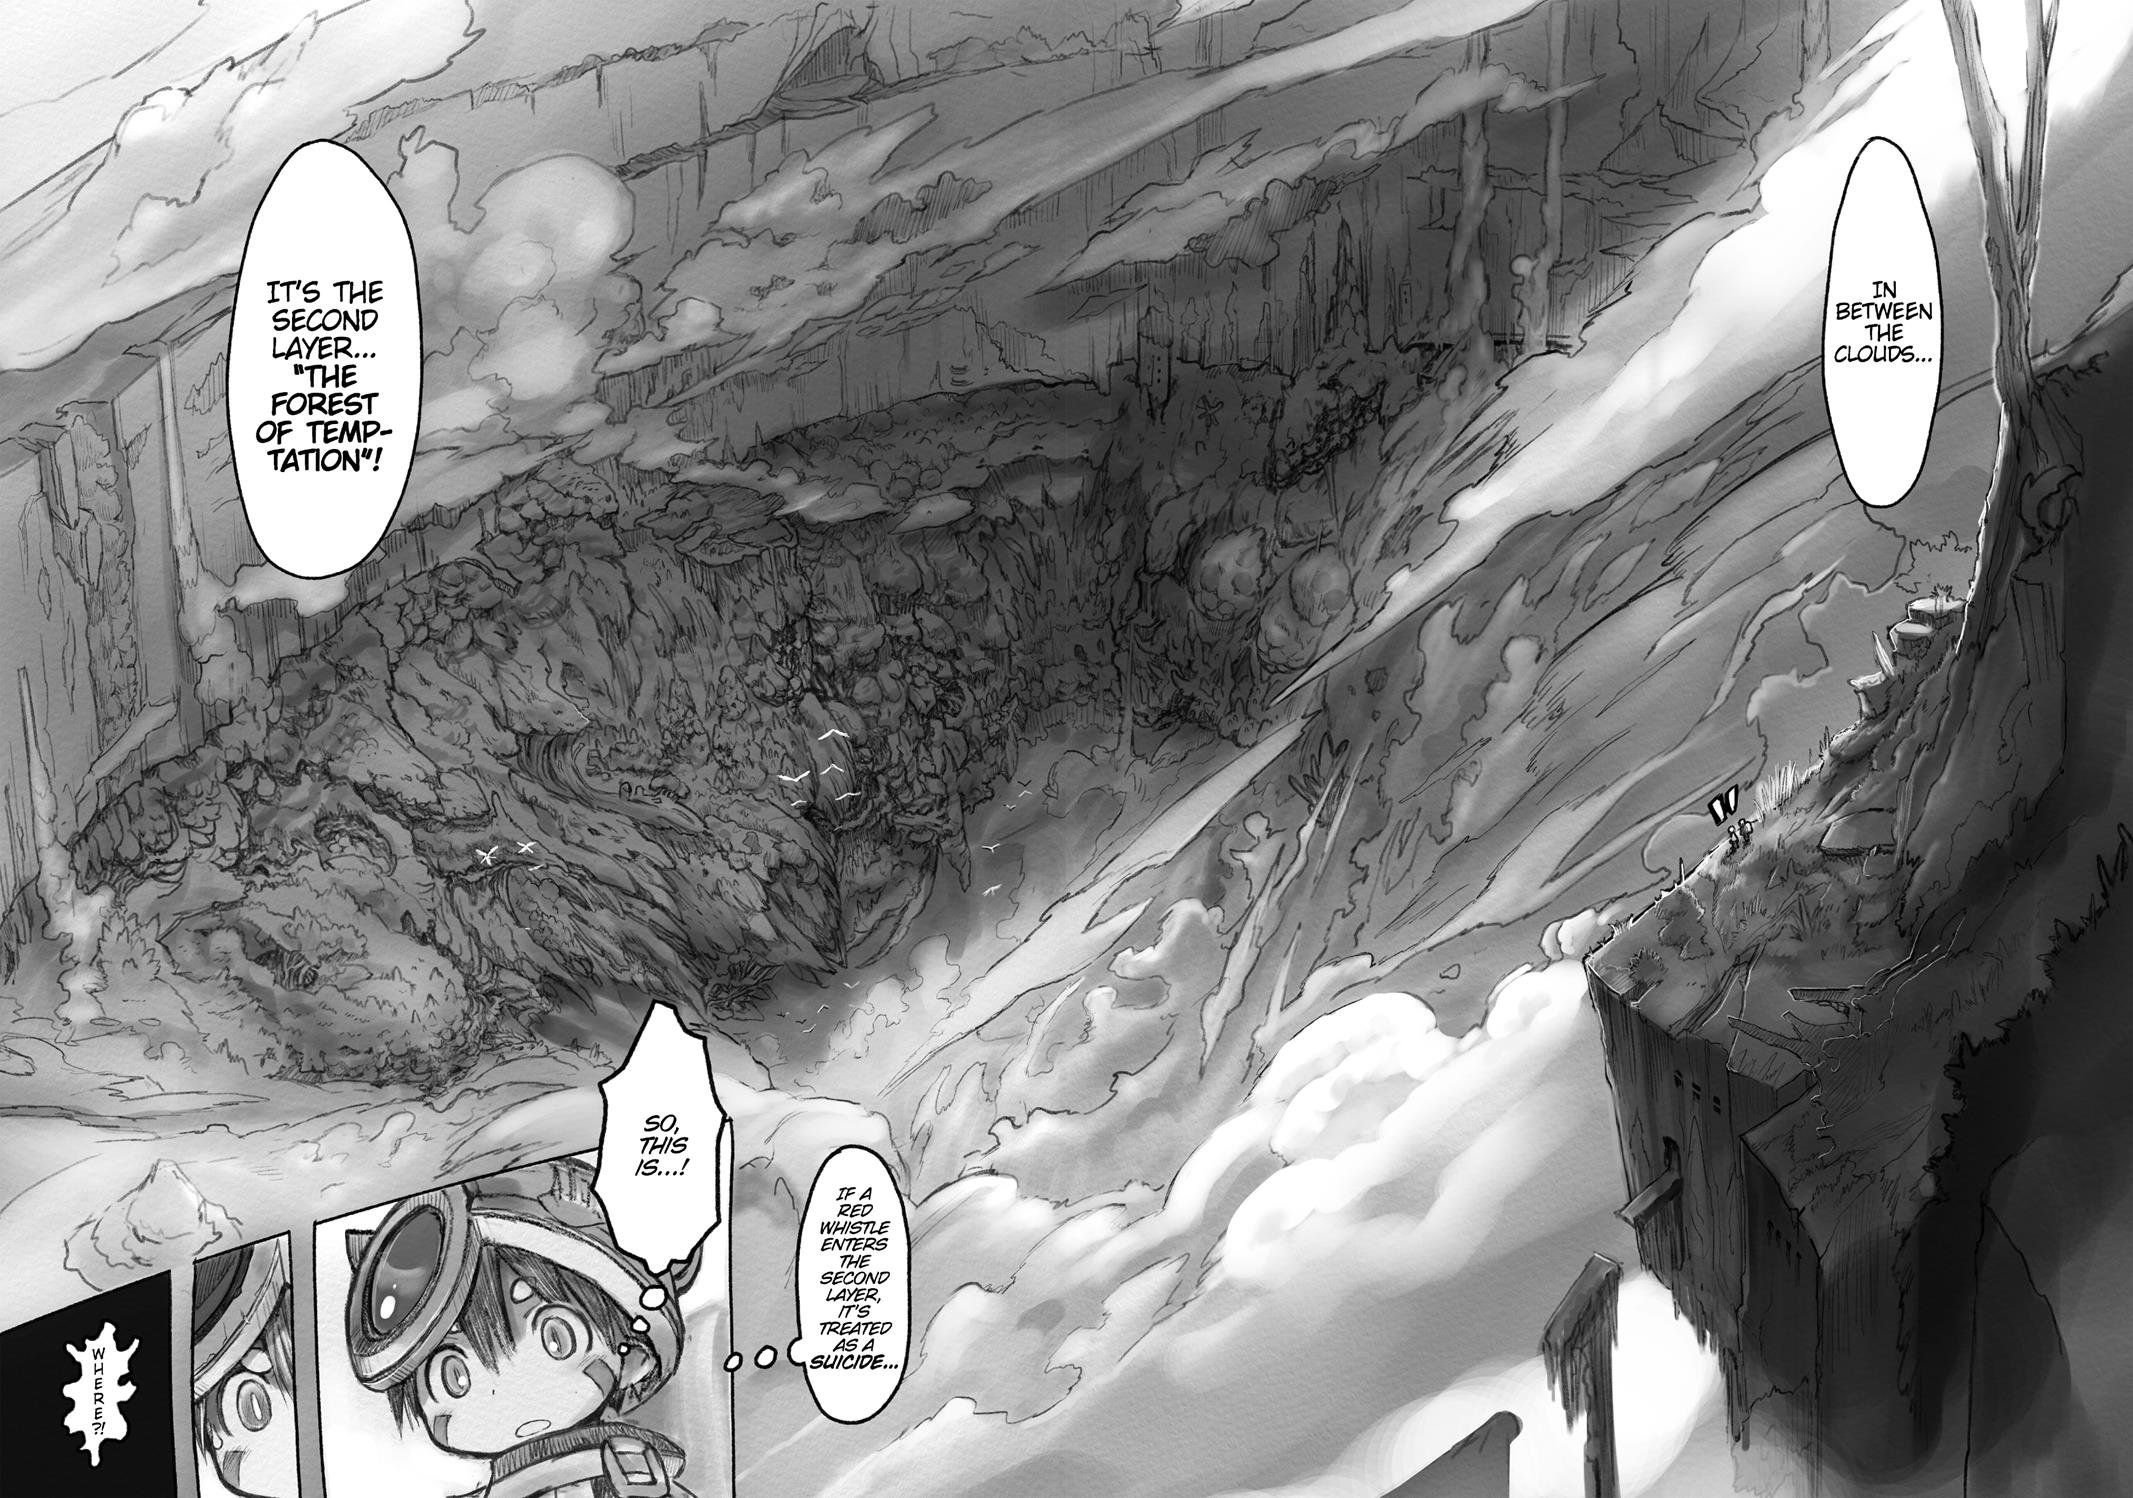 IN
BETWEEN
THE
CLOUDS...
IT'S THE
SECOND
LAYER...
"THE
FOREST
OF TEMP-
TATION"!
IF A
RED
WHISTLE
ENTERS
THE
SECOND
LAYER,
IT'S
TREATED
AS A
SUICIDE...
SO,
THIS
IS...!
WHERE?!